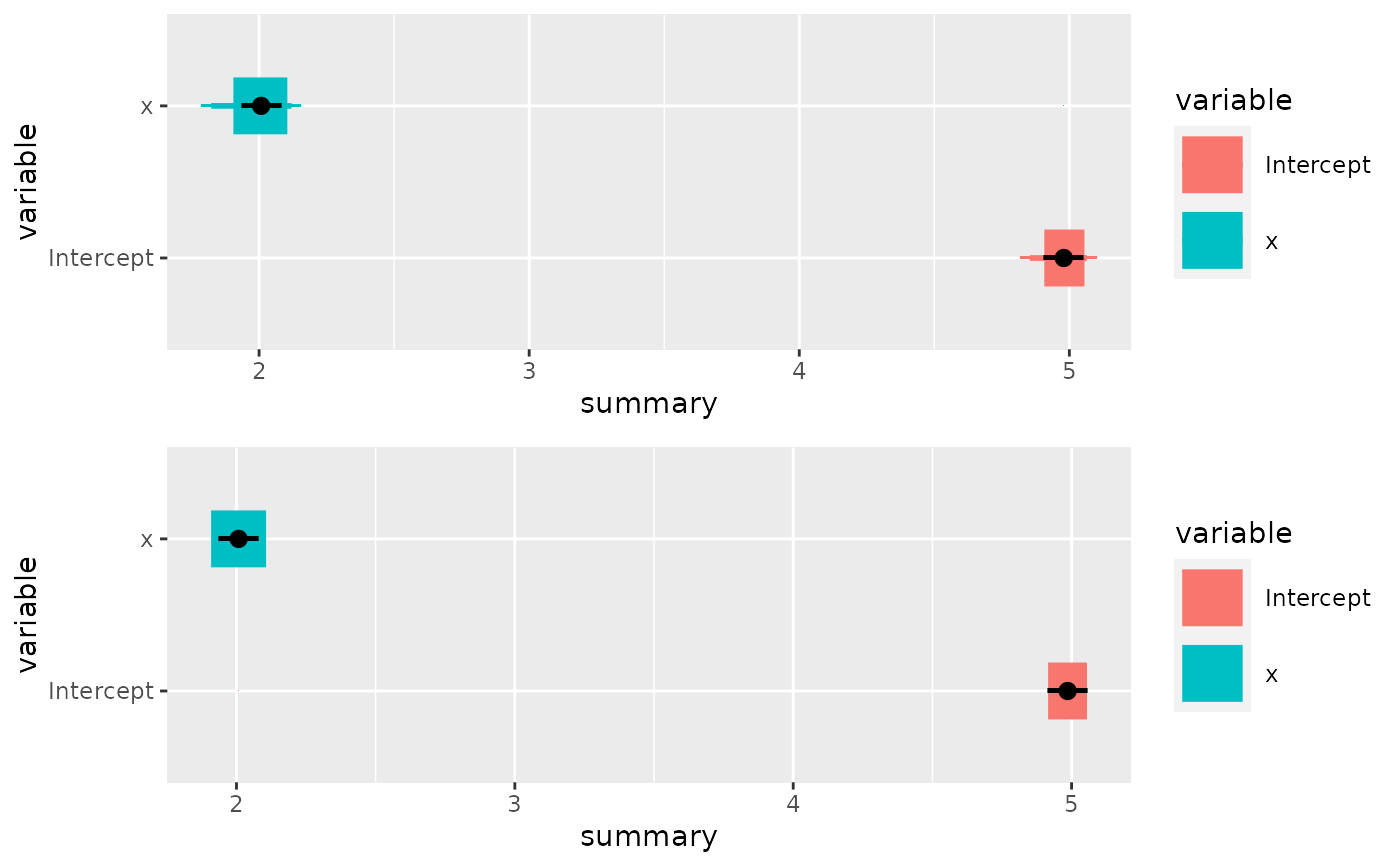 variable
x
Intercept
2 3 4 5
summary
variable
Intercept
x
variable
x
Intercept
2 3 4 5
summary
variable
Intercept
x